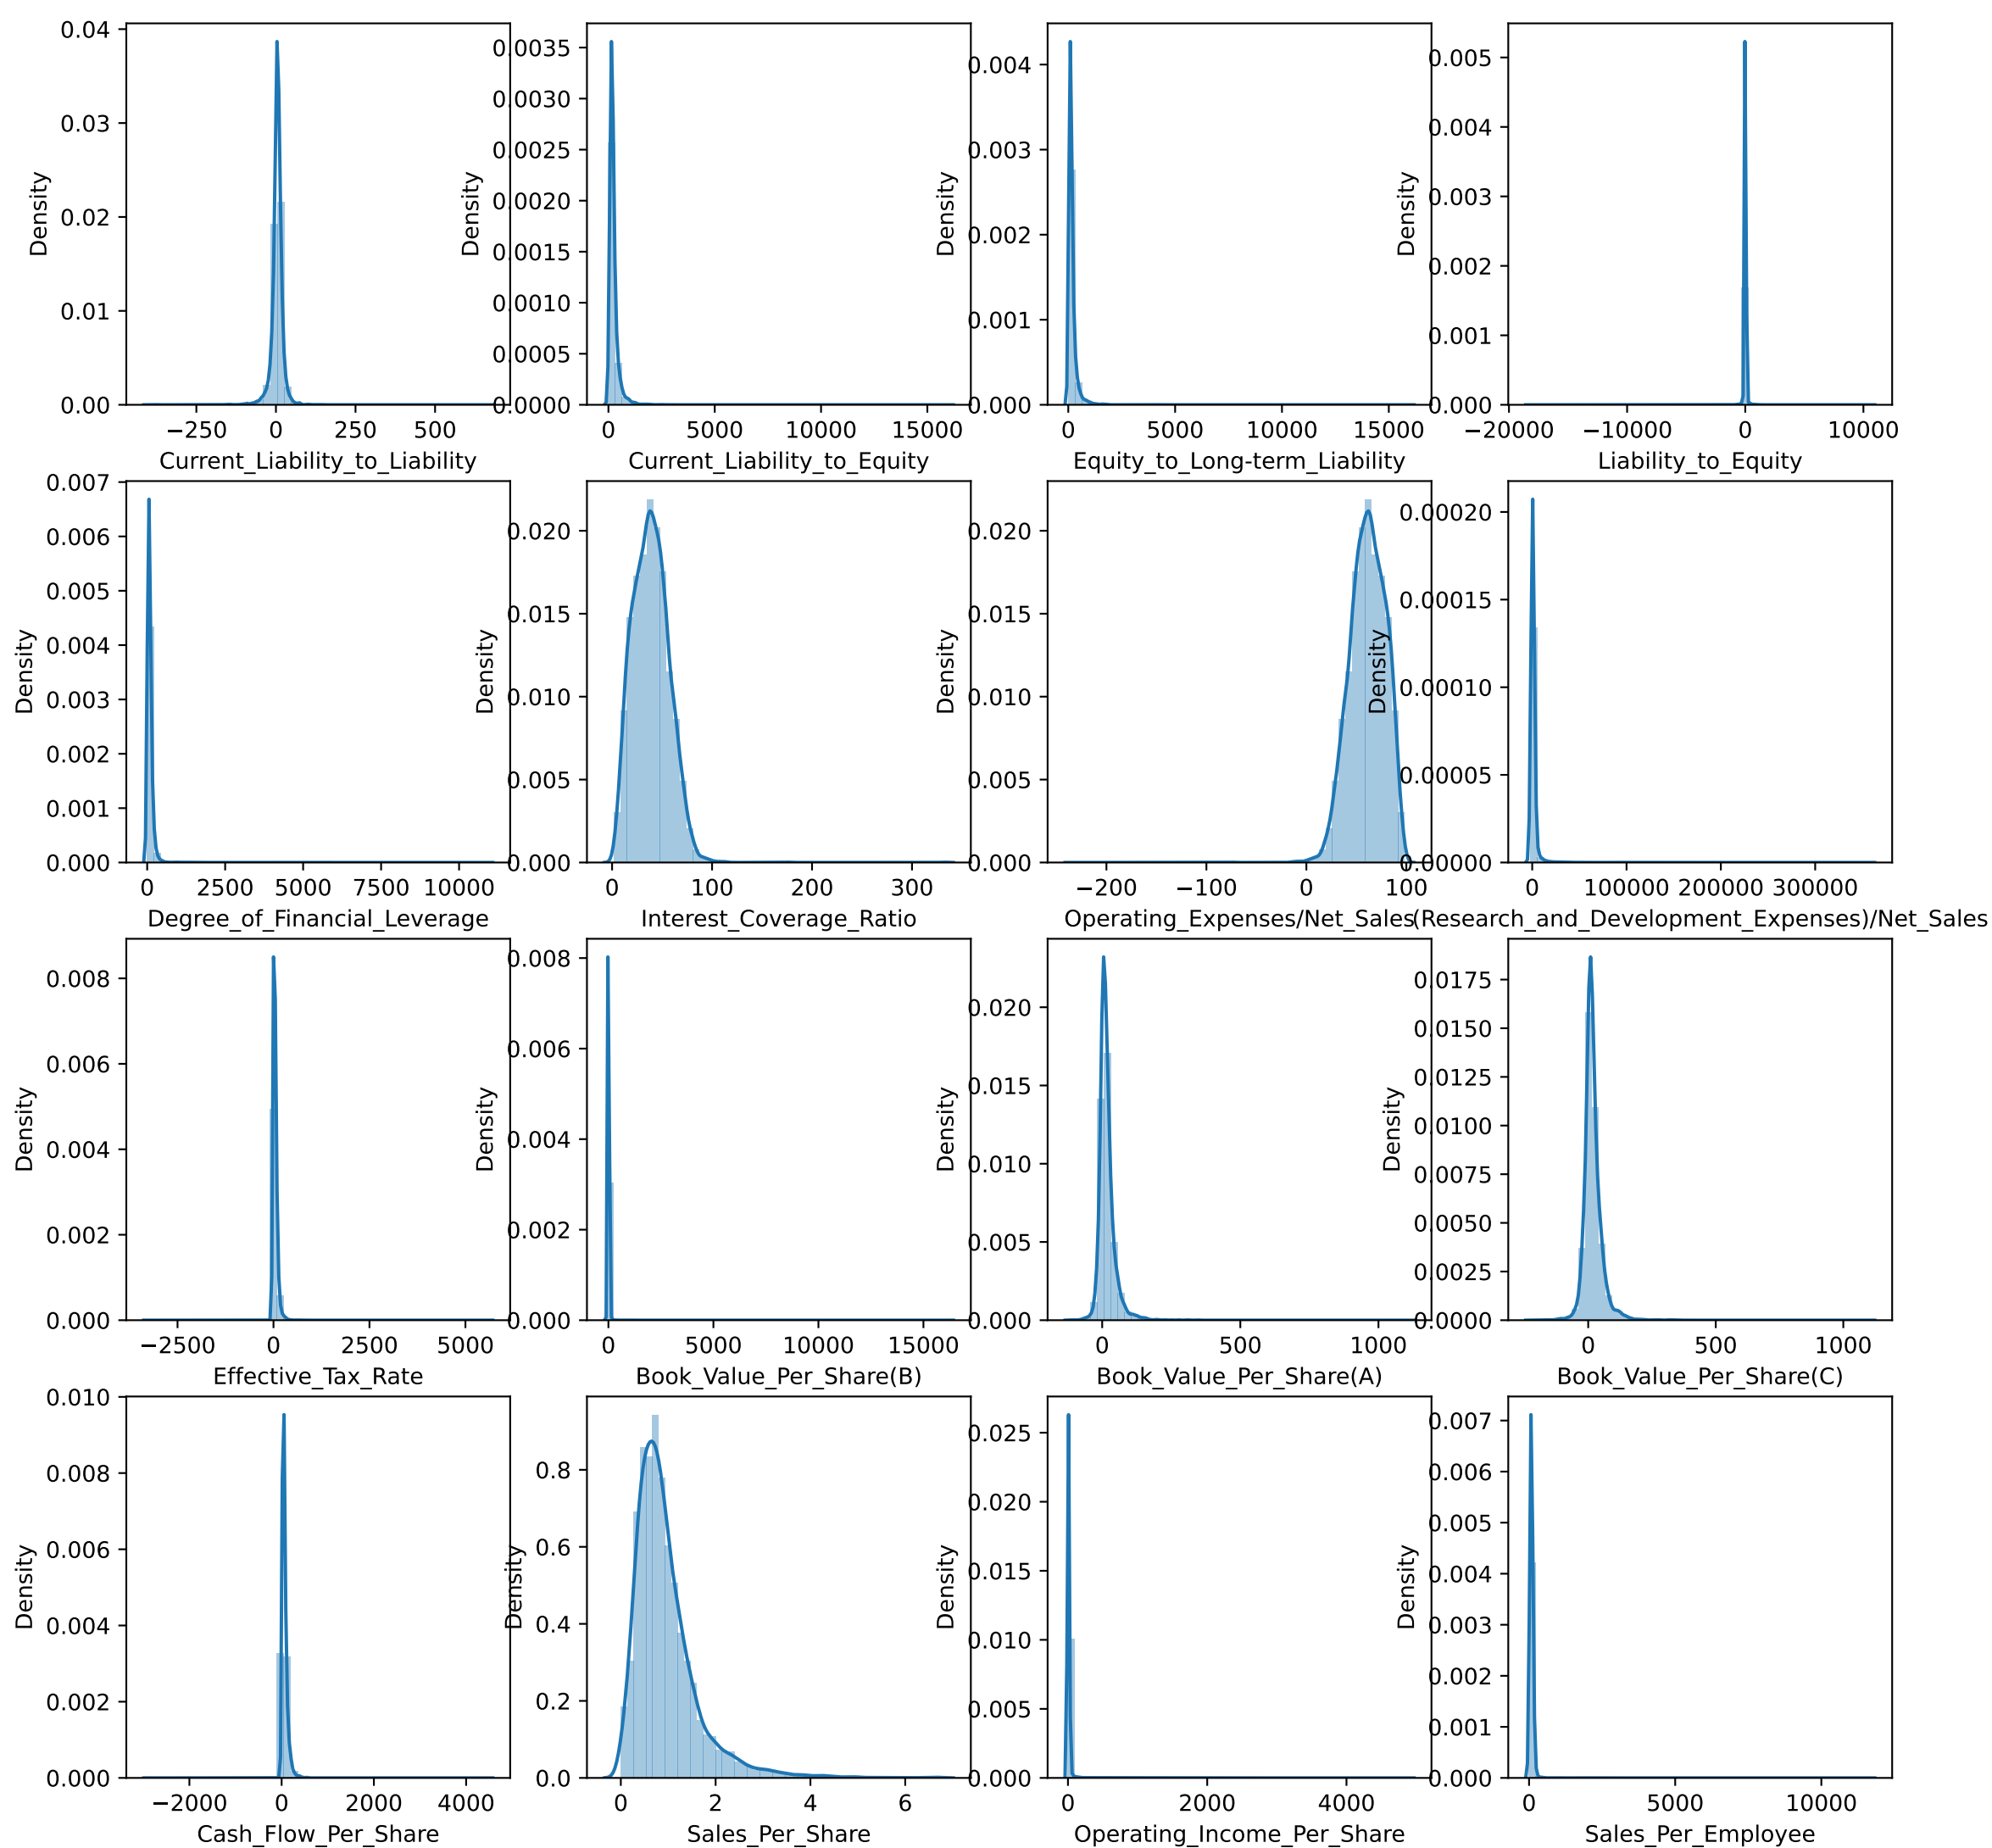 Density
0.04
0.03
0.02
0.01
0.00
−250 0 250 500
Current_Liability_to_Liability
Density
0.0035
0.0030
0.0025
0.0020
0.0015
0.0010
0.0005
0.0000
0 5000 10000 15000
Current_Liability_to_Equity
Density
0.004
0.003
0.002
0.001
0.000
0 5000 10000 15000
Equity_to_Long-term_Liability
Density
0.005
0.004
0.003
0.002
0.001
0.000
−20000 −10000 0 10000
Liability_to_Equity
Density
0.007
0.006
0.005
0.004
0.003
0.002
0.001
0.000
0 2500 5000 7500 10000
Degree_of_Financial_Leverage
Density
0.020
0.015
0.010
0.005
0.000
0 100 200 300
Interest_Coverage_Ratio
Density
0.020
0.015
0.010
0.005
0.000
−200 −100 0 100
Operating_Expenses/Net_Sales
Density
0.00020
0.00015
0.00010
0.00005
0.00000
0 100000 200000 300000
(Research_and_Development_Expenses)/Net_Sales
Density
0.008
0.006
0.004
0.002
0.000
−2500 0 2500 5000
Effective_Tax_Rate
Density
0.008
0.006
0.004
0.002
0.000
0 5000 10000 15000
Book_Value_Per_Share(B)
Density
0.020
0.015
0.010
0.005
0.000
0 500 1000
Book_Value_Per_Share(A)
Density
0.0175
0.0150
0.0125
0.0100
0.0075
0.0050
0.0025
0.0000
0 500 1000
Book_Value_Per_Share(C)
Density
0.010
0.008
0.006
0.004
0.002
0.000
−2000 0 2000 4000
Cash_Flow_Per_Share
Density
0.8
0.6
0.4
0.2
0.0
0 2 4 6
Sales_Per_Share
Density
0.025
0.020
0.015
0.010
0.005
0.000
0 2000 4000
Operating_Income_Per_Share
Density
0.007
0.006
0.005
0.004
0.003
0.002
0.001
0.000
0 5000 10000
Sales_Per_Employee